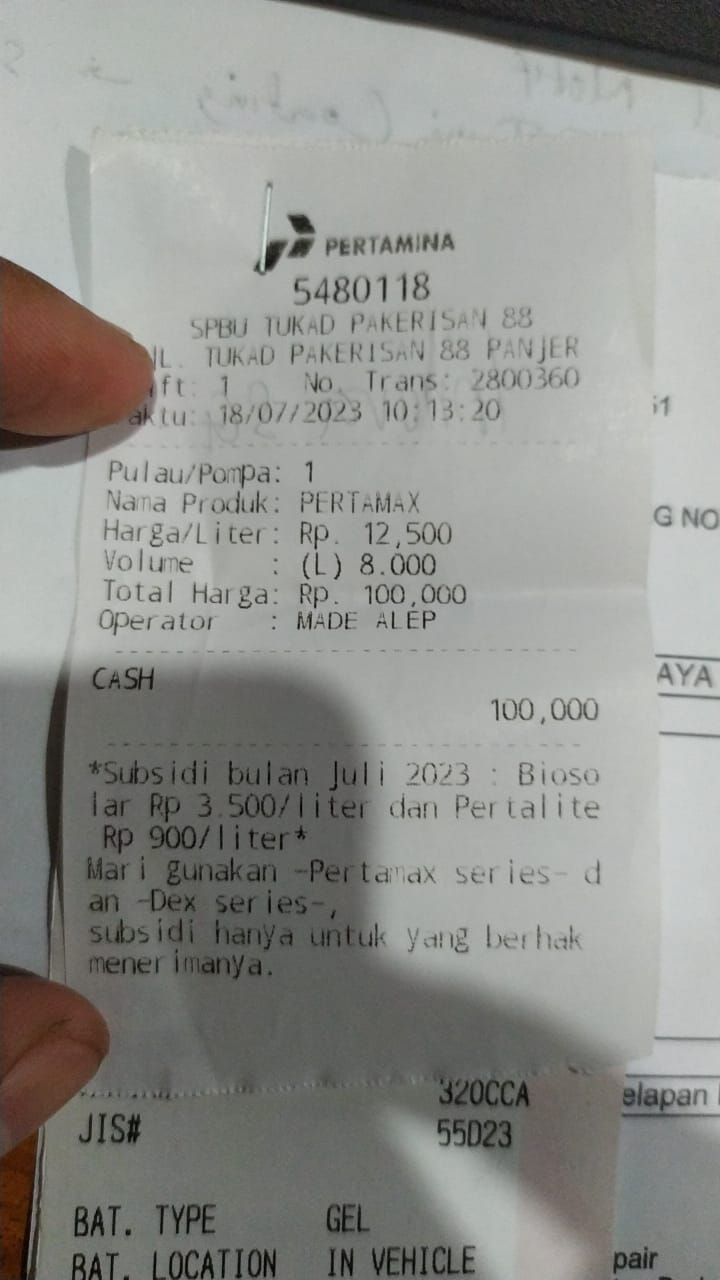 PERTAMINA
5480118
SPBU TUKAD PAKERISAN 88
JL. TUKAD PAKERISAN 88 PANJER
ft: 1 No. Trans: 2800360
aktu: 18/07/2023 10:13:20
Pulau/Pompa: 1
Nama Produk: PERTAMAX
Harga/Liter: Rp. 12,500
Volume : (L) 8.000
Total Harga: Rp. 100,000
Operator : MADE ALEP
CASH
100,000
*Subsidi bulan Juli 2023 : Bioso
lar Rp 3.500/liter dan Pertalite
Rp 900/liter*
Mari gunakan -Pertamax series- d
an -Dex series-,
subsidi hanya untuk yang berhak
menerimanya.
320CCA
JIS# 55D23
BAT. TYPE GEL
BAT. LOCATION IN VEHICLE
51
G NO
AYA
elapan
pair